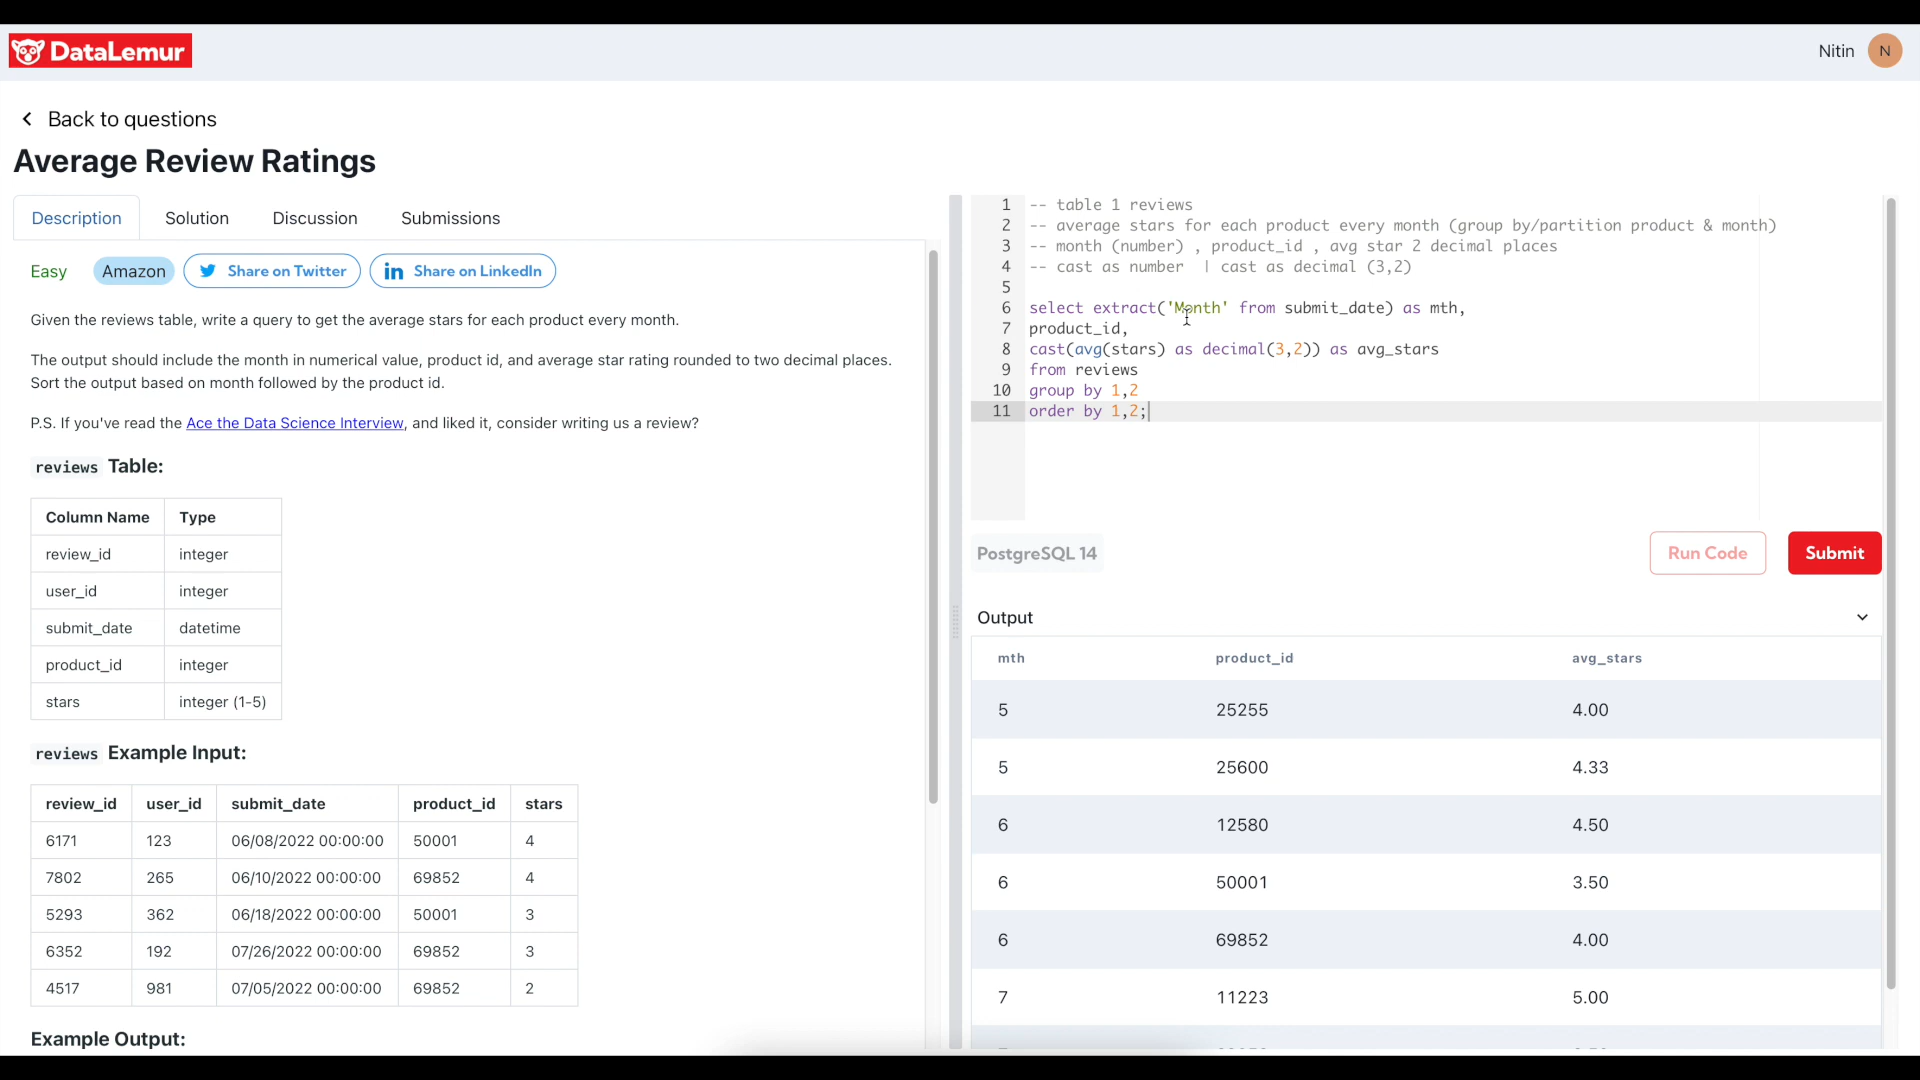 DataLemur
Nitin N
Back to questions
Average Review Ratings
Description Solution Discussion Submissions
Easy Amazon Share on Twitter Share on LinkedIn
Given the reviews table, write a query to get the average stars for each product every month.
The output should include the month in numerical value, product id, and average star rating rounded to two decimal places.
Sort the output based on month followed by the product id.
P.S. If you've read the Ace the Data Science Interview, and liked it, consider writing us a review?
reviews Table:
Column Name Type
review_id integer
user_id integer
submit_date datetime
product_id integer
stars integer (1-5)
reviews Example Input:
review_id user_id submit_date product_id stars
6171 123 06/08/2022 00:00:00 50001 4
7802 265 06/10/2022 00:00:00 69852 4
5293 362 06/18/2022 00:00:00 50001 3
6352 192 07/26/2022 00:00:00 69852 3
4517 981 07/05/2022 00:00:00 69852 2
Example Output:
1 -- table 1 reviews
2 -- average stars for each product every month (group by/partition product & month)
3 -- month (number) , product_id , avg star 2 decimal places
4 -- cast as number | cast as decimal (3,2)
5
6 select extract('Month' from submit_date) as mth,
7 product_id,
8 cast(avg(stars) as decimal(3,2)) as avg_stars
9 from reviews
10 group by 1,2
11 order by 1,2;
PostgreSQL 14 Run Code Submit
Output
mth product_id avg_stars
5 25255 4.00
5 25600 4.33
6 12580 4.50
6 50001 3.50
6 69852 4.00
7 11223 5.00